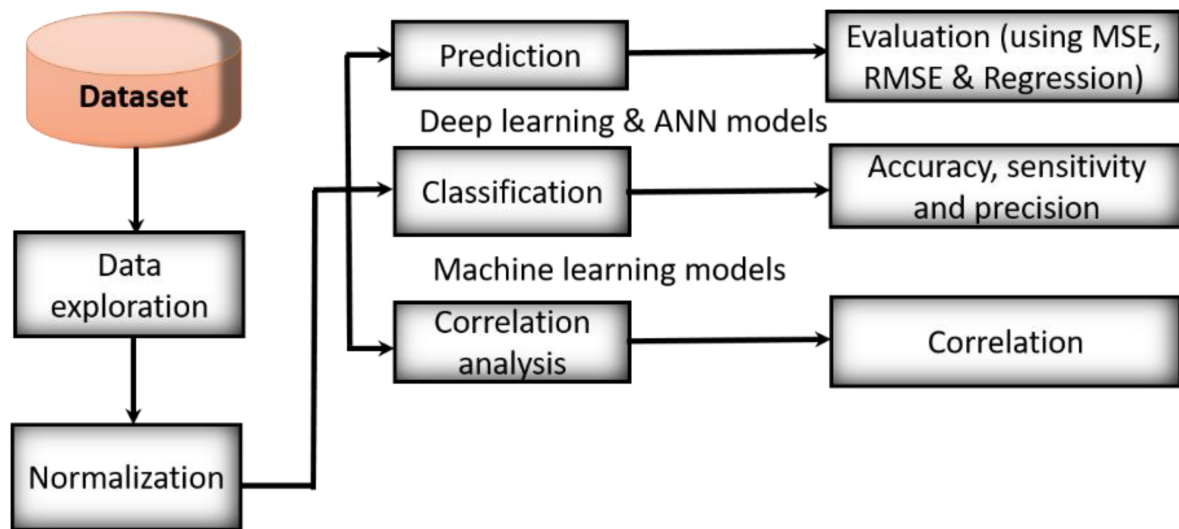 Dataset
Data
exploration
Normalization
Prediction
Evaluation (using MSE,
RMSE & Regression)
Deep learning & ANN models
Classification
Accuracy, sensitivity
and precision
Machine learning models
Correlation
analysis
Correlation